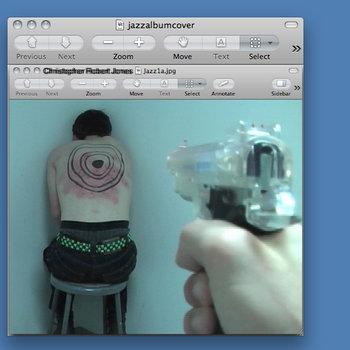 jazzalbumcover
Previous Next Zoom Move Text Select
Christopher Robert Jones Jazz1a.jpg
Previous Next Zoom Move Text Select Annotate Sidebar